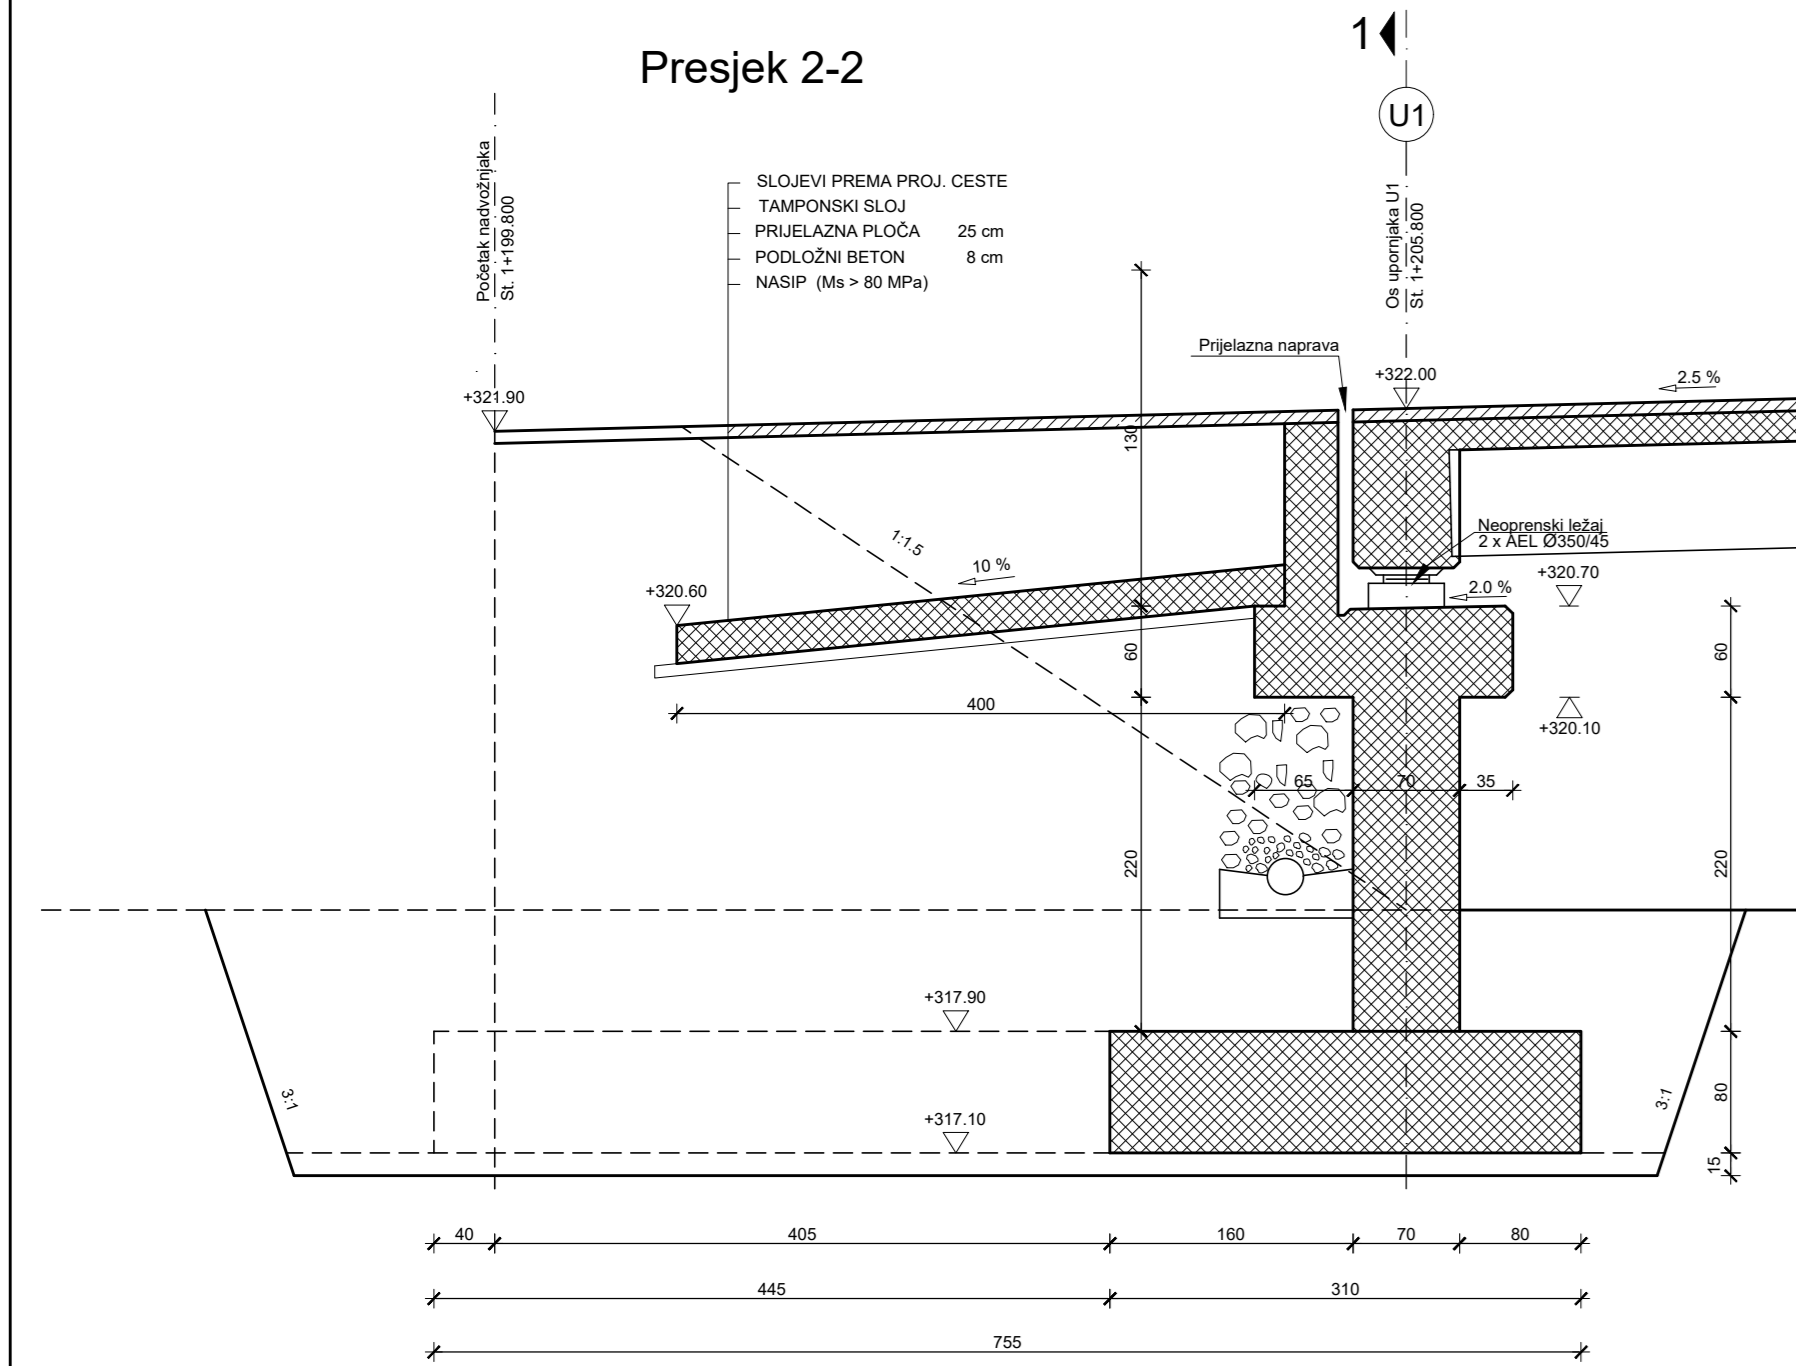 Presjek 2-2
1
U1
Početak nadvožnjaka
St. 1+199.800
SLOJEVI PREMA PROJ. CESTE
TAMPONSKI SLOJ
PRIJELAZNA PLOČA 25 cm
PODLOŽNI BETON 8 cm
NASIP (Ms > 80 MPa)
Os upornjaka U1
St. 1+205.800
Prijelazna naprava
+322.00
2.5 %
+321.90
130
1:1.5
Neoprenski ležaj
2 x AEL Ø350/45
10 %
+320.60
2.0 %
+320.70
60
60
400
+320.10
65
70
35
220
220
+317.90
3:1
3:1
80
+317.10
15
40
405
160
70
80
445
310
755